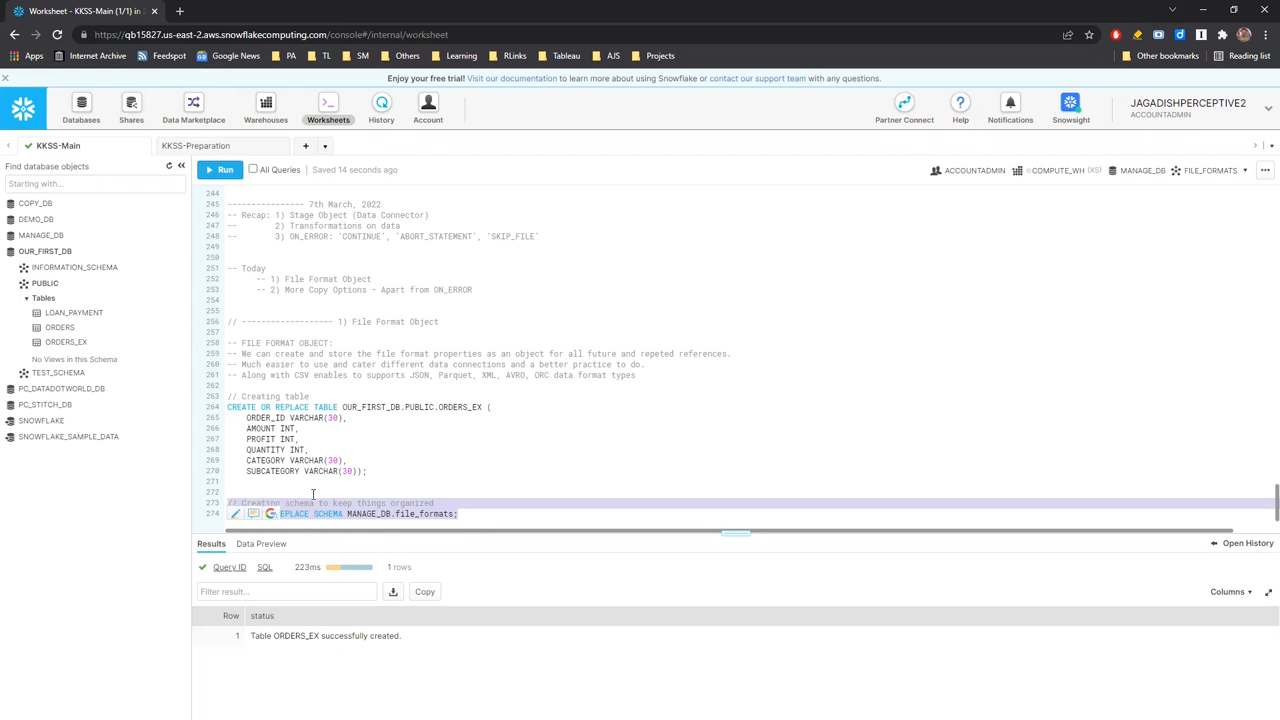 Worksheet - KKSS-Main (1/1) in
qb15827.us-east-2.aws.snowflakecomputing.com/console#/internal/worksheet
Apps Internet Archive Feedspot Google News PA TL SM Others Learning RLinks Tableau AJS Projects Other bookmarks Reading list
Enjoy your free trial! Visit our documentation to learn more about using Snowflake or contact our support team with any questions.
Databases Shares Data Marketplace Warehouses Worksheets History Account Partner Connect Help Notifications Snowsight
JAGADISHPERCEPTIVE2
ACCOUNTADMIN
KKSS-Main KKSS-Preparation
Find database objects
Starting with...
COPY_DB
DEMO_DB
MANAGE_DB
OUR_FIRST_DB
INFORMATION_SCHEMA
PUBLIC
Tables
LOAN_PAYMENT
ORDERS
ORDERS_EX
No Views in this Schema
TEST_SCHEMA
PC_DATADOTWORLD_DB
PC_STITCH_DB
SNOWFLAKE
SNOWFLAKE_SAMPLE_DATA
Run All Queries Saved 14 seconds ago ACCOUNTADMIN COMPUTE_WH (XS) MANAGE_DB FILE_FORMATS
244
245 ---------------- 7th March, 2022
246 -- Recap: 1) Stage Object (Data Connector)
247 -- 2) Transformations on data
248 -- 3) ON_ERROR: 'CONTINUE', 'ABORT_STATEMENT', 'SKIP_FILE'
249
250
251 -- Today
252 -- 1) File Format Object
253 -- 2) More Copy Options - Apart from ON_ERROR
254
255
256 // ------------------- 1) File Format Object
257
258 -- FILE FORMAT OBJECT:
259 -- We can create and store the file format properties as an object for all future and repeted references.
260 -- Much easier to use and cater different data connections and a better practice to do.
261 -- Along with CSV enables to supports JSON, Parquet, XML, AVRO, ORC data format types
262
263 // Creating table
264 CREATE OR REPLACE TABLE OUR_FIRST_DB.PUBLIC.ORDERS_EX (
265 ORDER_ID VARCHAR(30),
266 AMOUNT INT,
267 PROFIT INT,
268 QUANTITY INT,
269 CATEGORY VARCHAR(30),
270 SUBCATEGORY VARCHAR(30));
271
272
273 // Creating schema to keep things organized
274 EPLACE SCHEMA MANAGE_DB.file_formats;
Results Data Preview Open History
Query ID SQL 223ms 1 rows
Filter result... Copy Columns
Row status
1 Table ORDERS_EX successfully created.